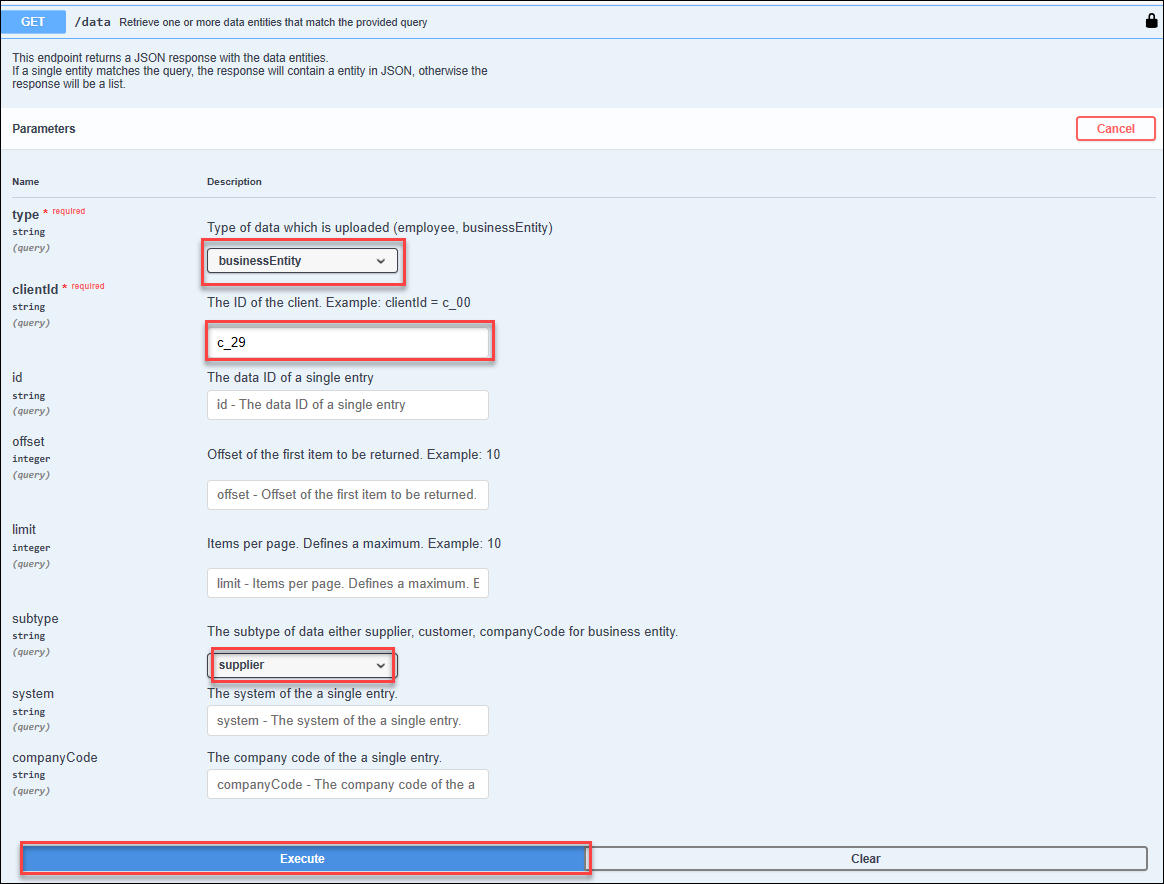 GET /data Retrieve one or more data entities that match the provided query
This endpoint returns a JSON response with the data entities.
If a single entity matches the query, the response will contain a entity in JSON, otherwise the
response will be a list.
Parameters Cancel
Name Description
type * required
string
(query)
Type of data which is uploaded (employee, businessEntity)
businessEntity
clientId * required
string
(query)
The ID of the client. Example: clientId = c_00
c_29
id
string
(query)
The data ID of a single entry
id - The data ID of a single entry
offset
integer
(query)
Offset of the first item to be returned. Example: 10
offset - Offset of the first item to be returned.
limit
integer
(query)
Items per page. Defines a maximum. Example: 10
limit - Items per page. Defines a maximum. E
subtype
string
(query)
The subtype of data either supplier, customer, companyCode for business entity.
supplier
system
string
(query)
The system of the a single entry.
system - The system of the a single entry.
companyCode
string
(query)
The company code of the a single entry.
companyCode - The company code of the a
Execute Clear